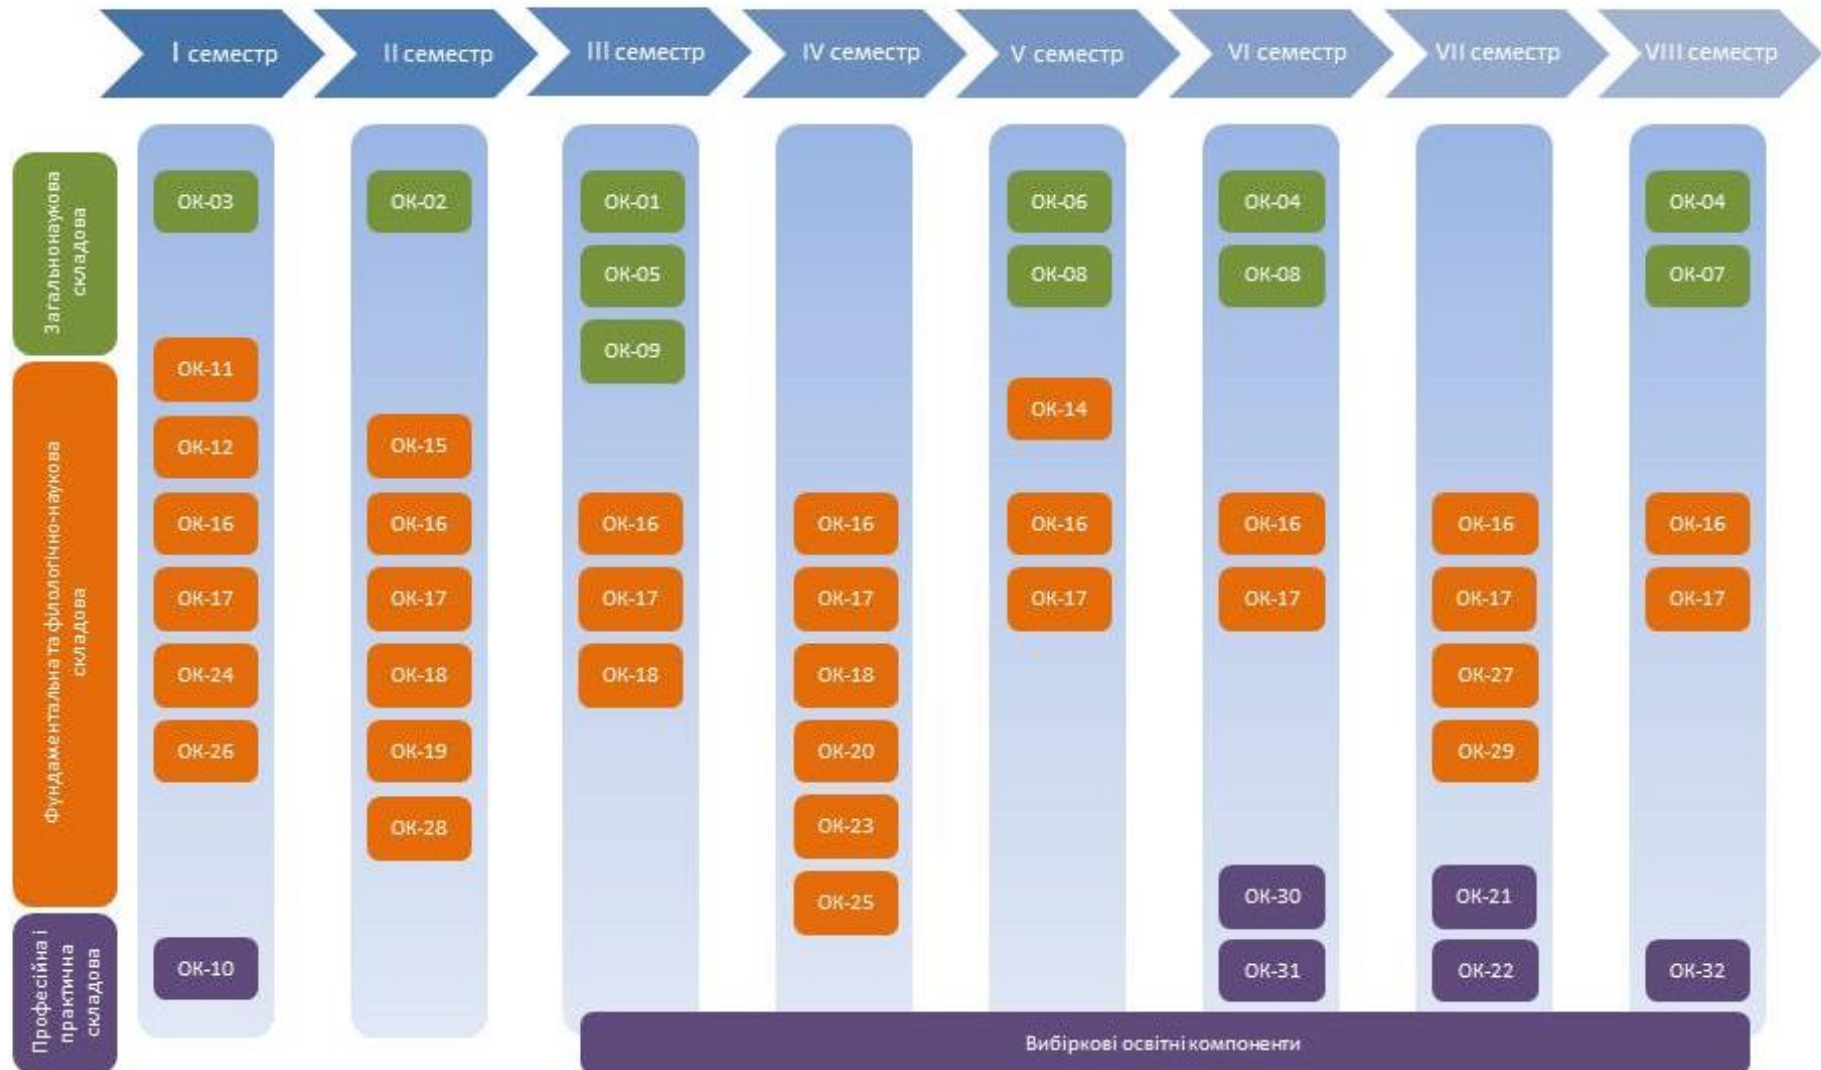 I семестр
II семестр
III семестр
IV семестр
V семестр
VI семестр
VII семестр
VIII семестр
Загальнонаукова
складова
Фундаментальна та філологічно-наукова
складова
Професійна і
практична
складова
ОК-03
ОК-11
ОК-12
ОК-16
ОК-17
ОК-24
ОК-26
ОК-10
ОК-02
ОК-15
ОК-16
ОК-17
ОК-18
ОК-19
ОК-28
ОК-01
ОК-05
ОК-09
ОК-16
ОК-17
ОК-18
ОК-16
ОК-17
ОК-18
ОК-20
ОК-23
ОК-25
ОК-06
ОК-08
ОК-14
ОК-16
ОК-17
ОК-04
ОК-08
ОК-16
ОК-17
ОК-30
ОК-31
ОК-16
ОК-17
ОК-27
ОК-29
ОК-21
ОК-22
ОК-04
ОК-07
ОК-16
ОК-17
ОК-32
Вибіркові освітні компоненти